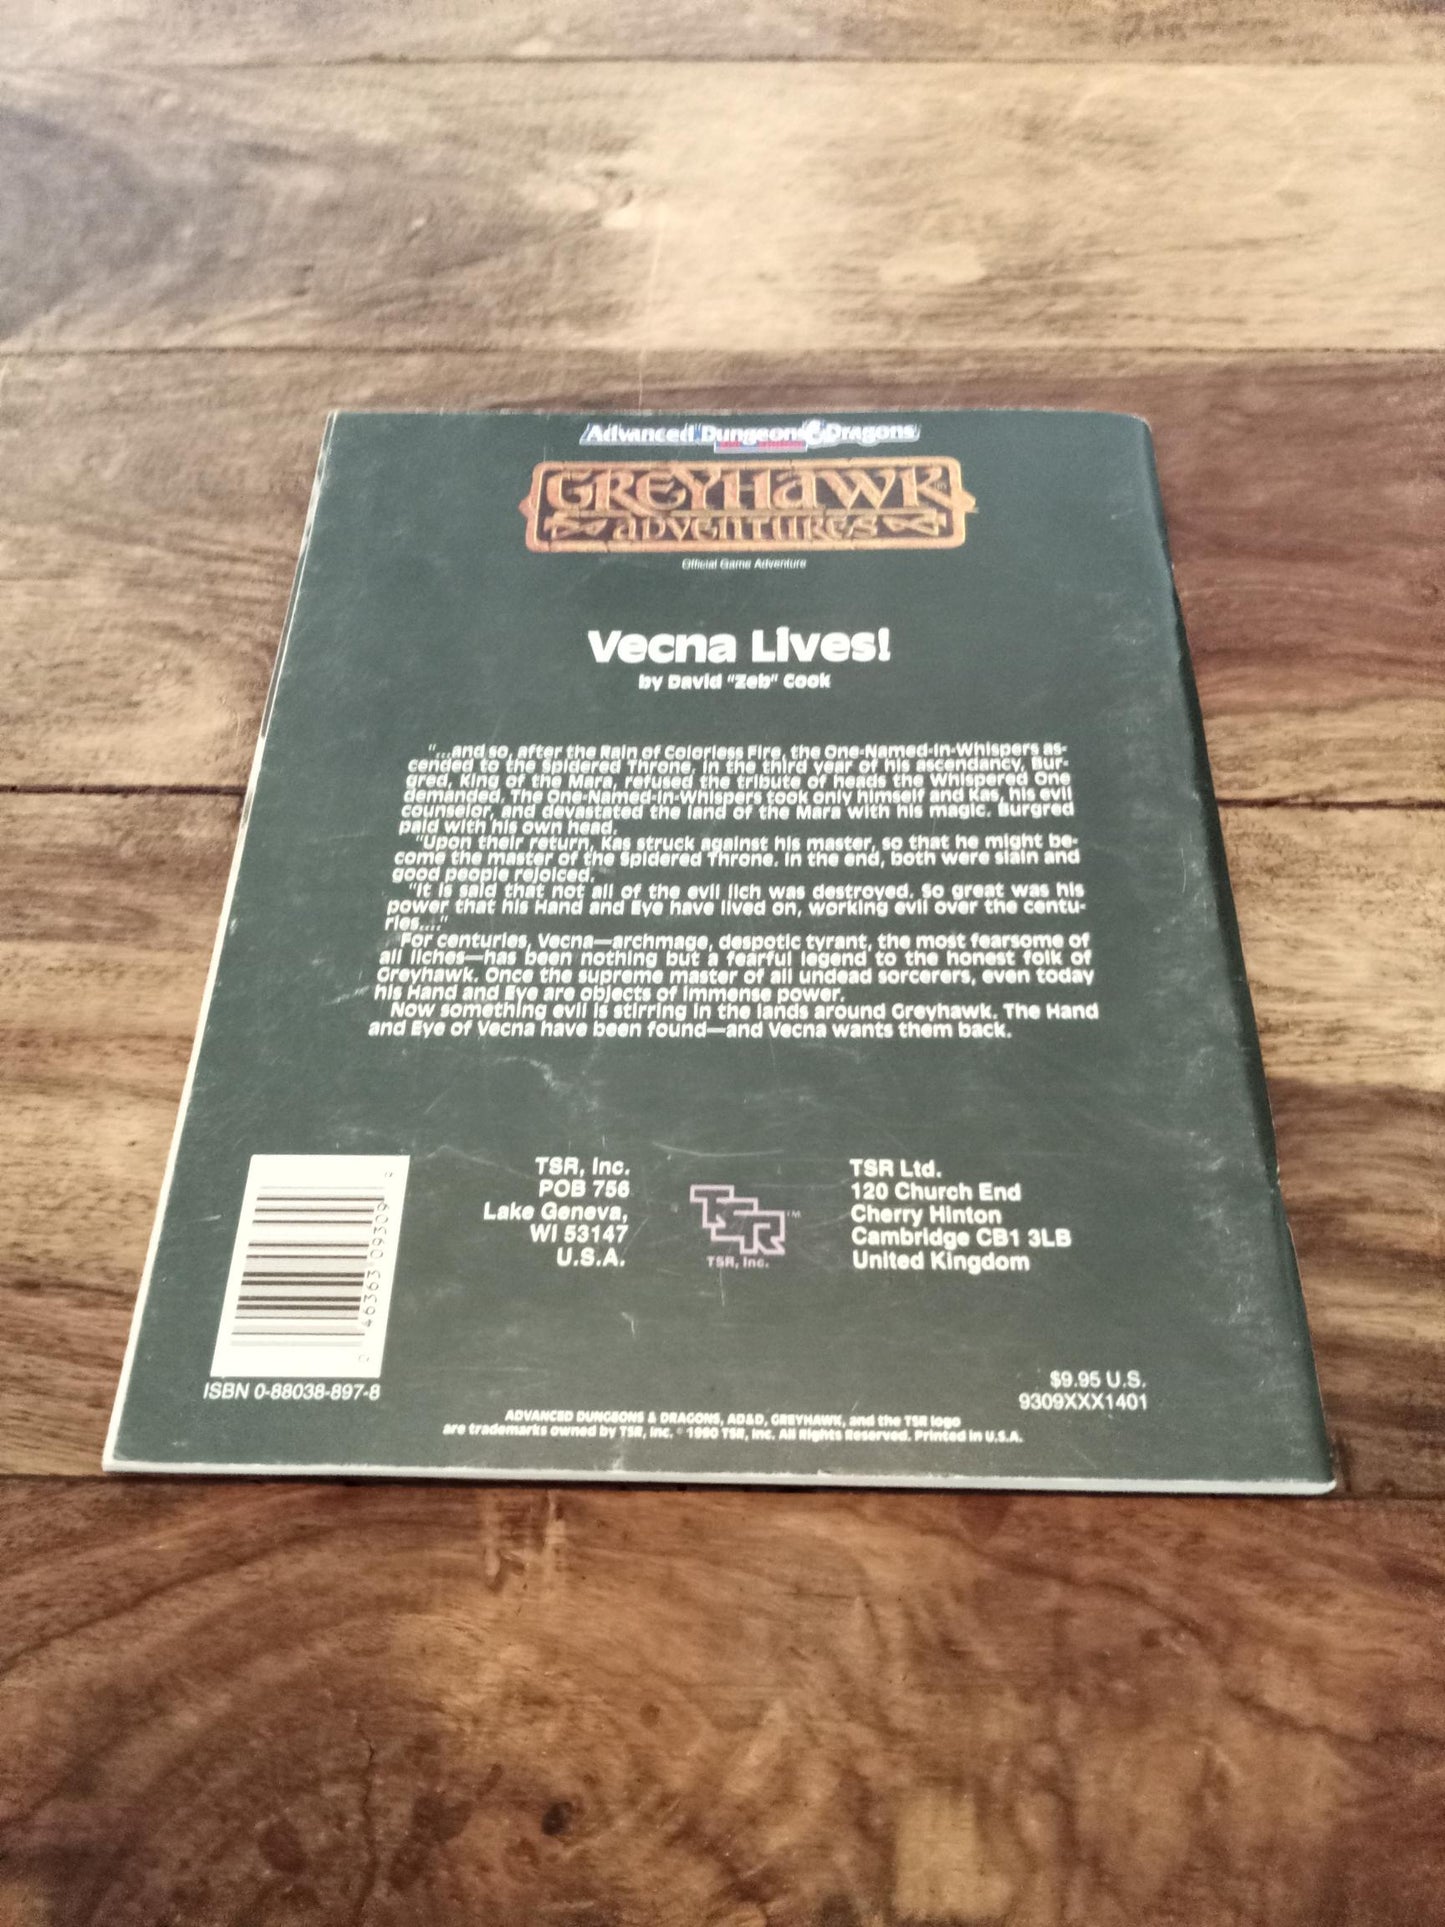 Advanced Dungeons & Dragons
GREYHAWK
ADVENTURES
Official Game Adventure
Vecna Lives!
by David "Zeb" Cook
"...and so, after the Rain of Colorless Fire, the One-Named-In-Whispers as-
cended to the Spidered Throne. In the third year of his ascendancy, Bur-
gred, King of the Mara, refused the tribute of heads the Whispered One
demanded. The One-Named-In-Whispers took only himself and Kas, his evil
counselor, and devastated the land of the Mara with his magic. Burgred
paid with his own head.
"Upon their return, Kas struck against his master, so that he might be-
come the master of the Spidered Throne. In the end, both were slain and
good people rejoiced.
"It is said that not all of the evil lich was destroyed. So great was his
power that his Hand and Eye have lived on, working evil over the centu-
ries...."
For centuries, Vecna—archmage, despotic tyrant, the most fearsome of
all liches—has been nothing but a fearful legend to the honest folk of
Greyhawk. Once the supreme master of all undead sorcerers, even today
his Hand and Eye are objects of immense power.
Now something evil is stirring in the lands around Greyhawk. The Hand
and Eye of Vecna have been found—and Vecna wants them back.
TSR, Inc.
POB 756
Lake Geneva,
WI 53147
U.S.A.
TSR™
TSR, Inc.
TSR Ltd.
120 Church End
Cherry Hinton
Cambridge CB1 3LB
United Kingdom
0 46363 09309 2
ISBN 0-88038-897-8
$9.95 U.S.
9309XXX1401
ADVANCED DUNGEONS & DRAGONS, AD&D, GREYHAWK, and the TSR logo
are trademarks owned by TSR, Inc. ©1990 TSR, Inc. All Rights Reserved. Printed in U.S.A.